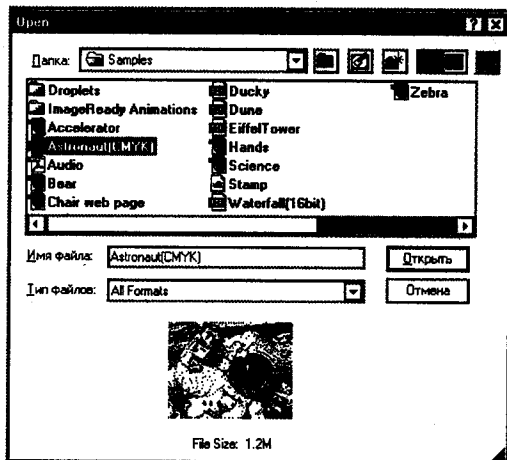 Open
Папка: Samples
Droplets
ImageReady Animations
Accelerator
Astronaut(CMYK)
Audio
Bear
Chair web page
Ducky
Dune
EiffelTower
Hands
Science
Stamp
Waterfall(16bit)
Zebra
Имя файла: Astronaut(CMYK) Открыть
Тип файлов: All Formats Отмена
File Size: 1.2M